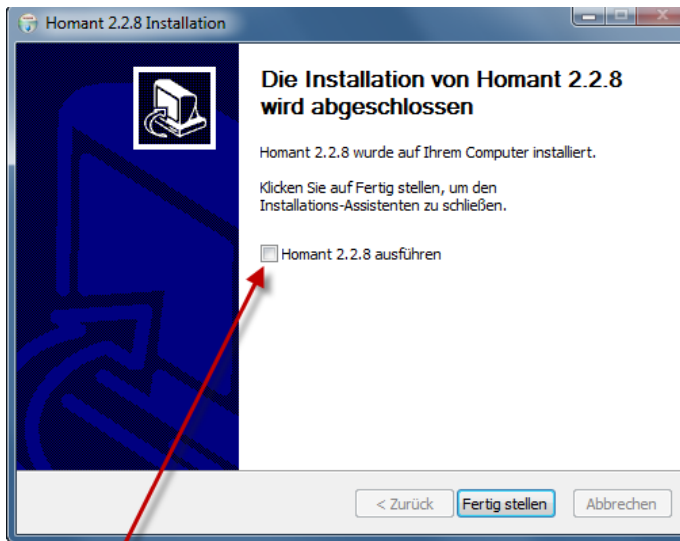 Homant 2.2.8 Installation
Die Installation von Homant 2.2.8
wird abgeschlossen
Homant 2.2.8 wurde auf Ihrem Computer installiert.
Klicken Sie auf Fertig stellen, um den
Installations-Assistenten zu schließen.
Homant 2.2.8 ausführen
< Zurück Fertig stellen Abbrechen